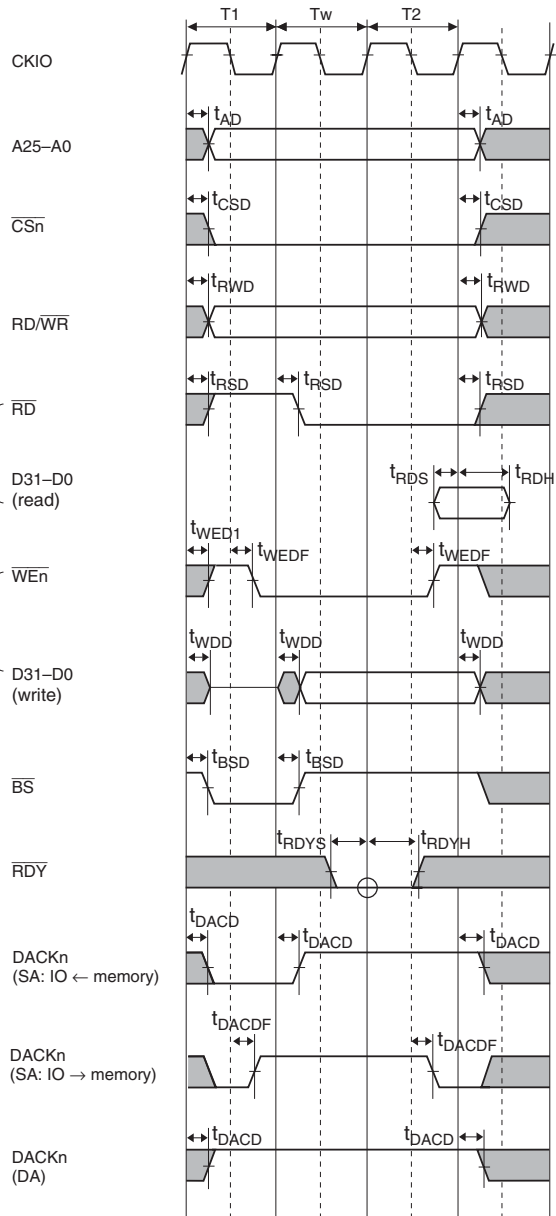 T1 Tw T2
CKIO
tAD tAD
A25–A0
tCSD tCSD
CSn
tRWD tRWD
RD/WR
tRSD tRSD tRSD
RD
tRDS tRDH
D31–D0
(read)
tWED1 tWEDF tWEDF
WEn
tWDD tWDD tWDD
D31–D0
(write)
tBSD tBSD
BS
tRDYS tRDYH
RDY
tDACD tDACD tDACD
DACKn
(SA: IO ← memory)
tDACDF tDACDF
DACKn
(SA: IO → memory)
tDACD tDACD
DACKn
(DA)